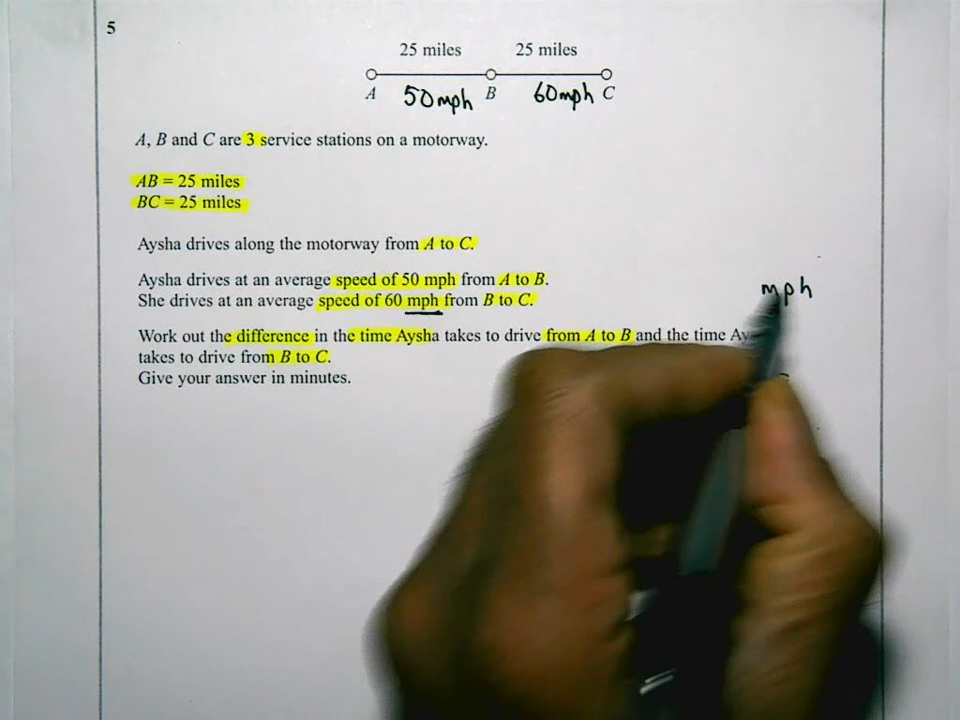 5
25 miles 25 miles
A 50mph B 60mph C
A, B and C are 3 service stations on a motorway.
AB = 25 miles
BC = 25 miles
Aysha drives along the motorway from A to C.
Aysha drives at an average speed of 50 mph from A to B.
She drives at an average speed of 60 mph from B to C.
mph
Work out the difference in the time Aysha takes to drive from A to B and the time
takes to drive from B to C.
Give your answer in minutes.